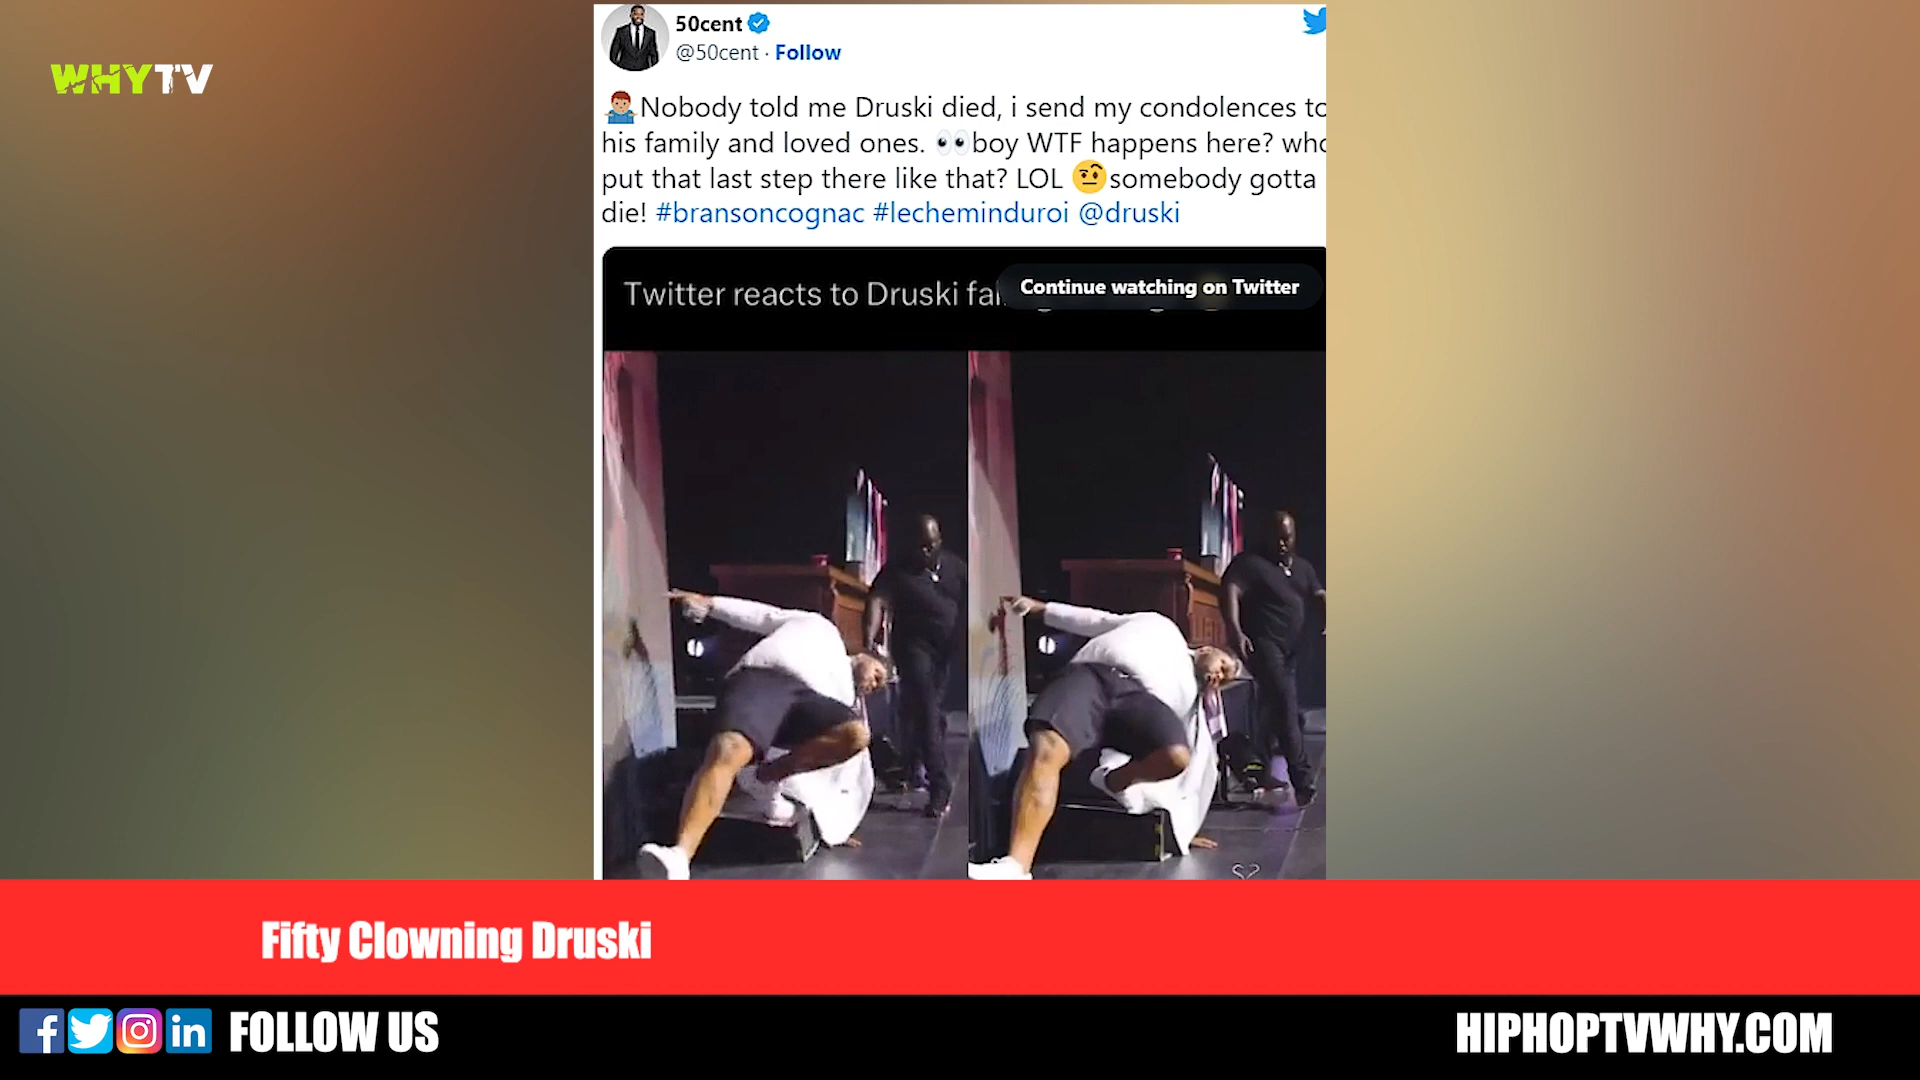 50cent
@50cent · Follow
WHYTV
Nobody told me Druski died, i send my condolences to
his family and loved ones. 👀boy WTF happens here? who
put that last step there like that? LOL 🤨somebody gotta
die! #bransoncognac #lecheminduroi @druski
Twitter reacts to Druski
Continue watching on Twitter
Fifty Clowning Druski
FOLLOW US
HIPHOPTVWHY.COM